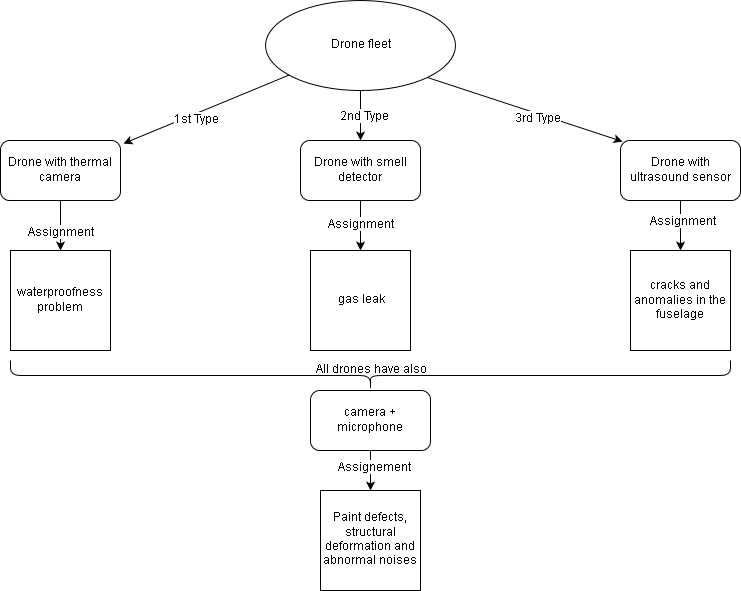 Drone fleet
1st Type
2nd Type
3rd Type
Drone with thermal
camera
Drone with smell
detector
Drone with
ultrasound sensor
Assignment
Assignment
Assignment
waterproofness
problem
gas leak
cracks and
anomalies in the
fuselage
All drones have also
camera +
microphone
Assignement
Paint defects,
structural
deformation and
abnormal noises